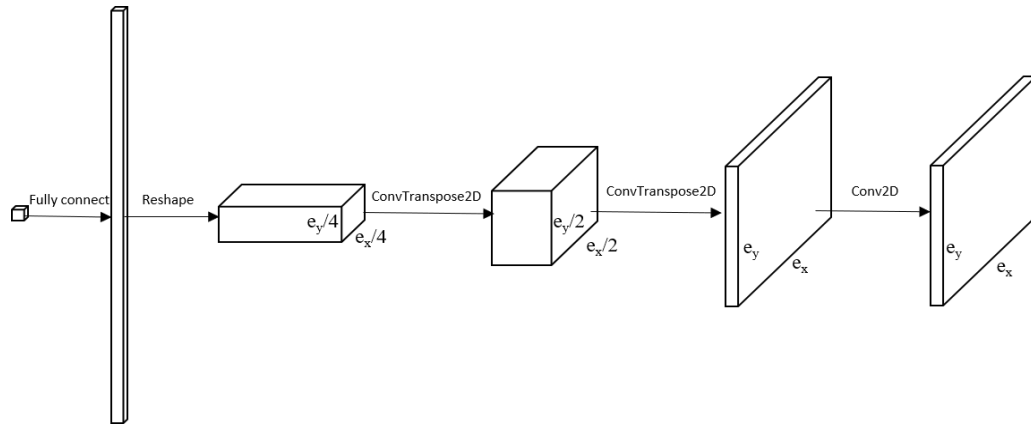 Fully connect
Reshape
e_y/4
e_x/4
ConvTranspose2D
e_y/2
e_x/2
ConvTranspose2D
e_y
e_x
Conv2D
e_y
e_x